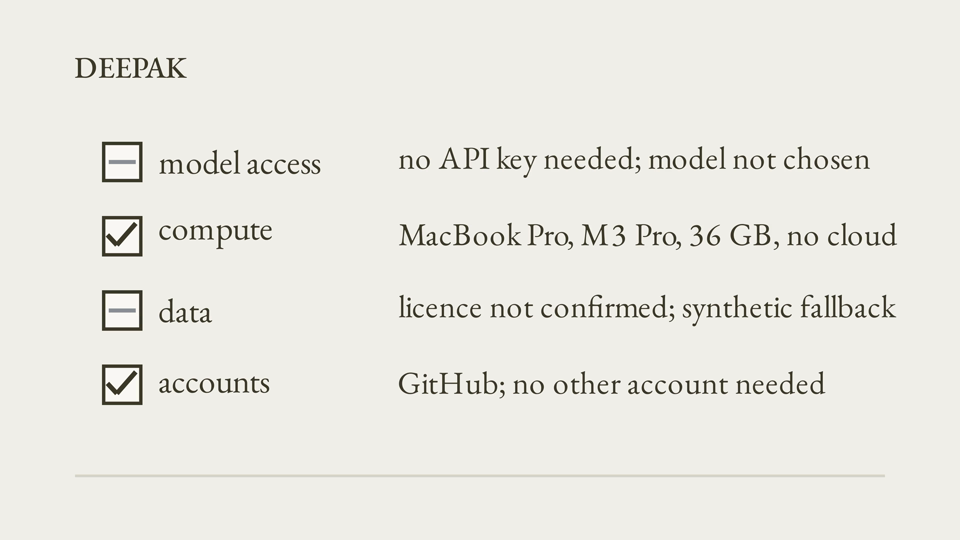 DEEPAK
model access no API key needed; model not chosen
compute MacBook Pro, M3 Pro, 36 GB, no cloud
data licence not confirmed; synthetic fallback
accounts GitHub; no other account needed